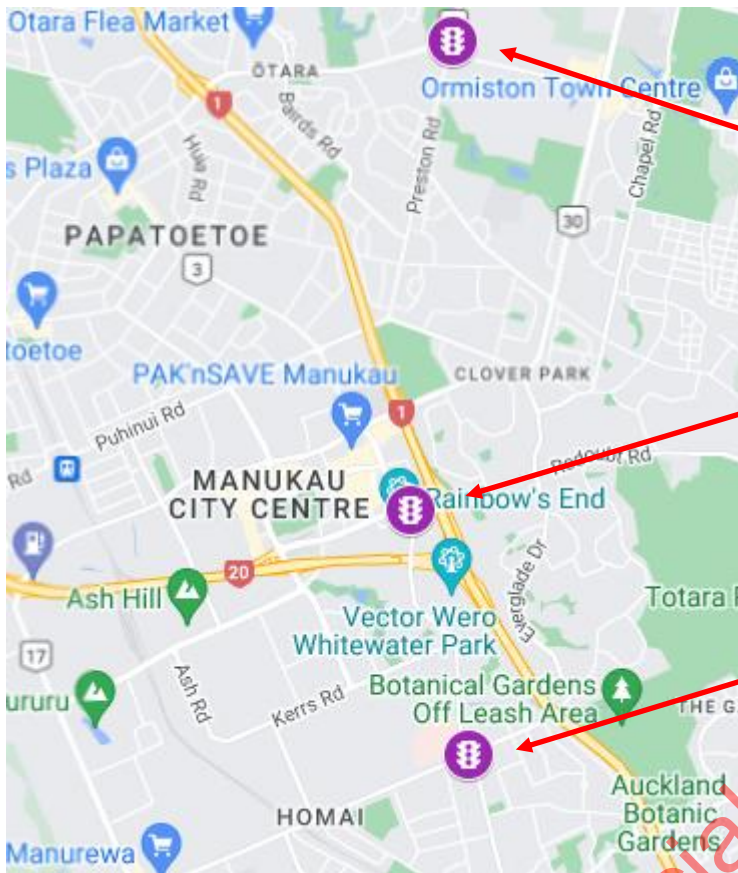 Otara Flea Market
ŌTARA
1
Ormiston Town Centre
Bairds Rd
Chapel Rd
Huia Rd
Preston Rd
s Plaza
30
PAPATOETOE
3
toetoe
PAK'nSAVE Manukau
CLOVER PARK
1
Puhinui Rd
Redoubt Rd
Rd
MANUKAU
CITY CENTRE
Rainbow's End
20
Ash Hill
Everglade Dr
Totara
Vector Wero
Whitewater Park
17
Ash Rd
Kerrs Rd
ururu
Botanical Gardens
Off Leash Area
THE G
Auckland
Botanic
Gardens
HOMAI
Manurewa